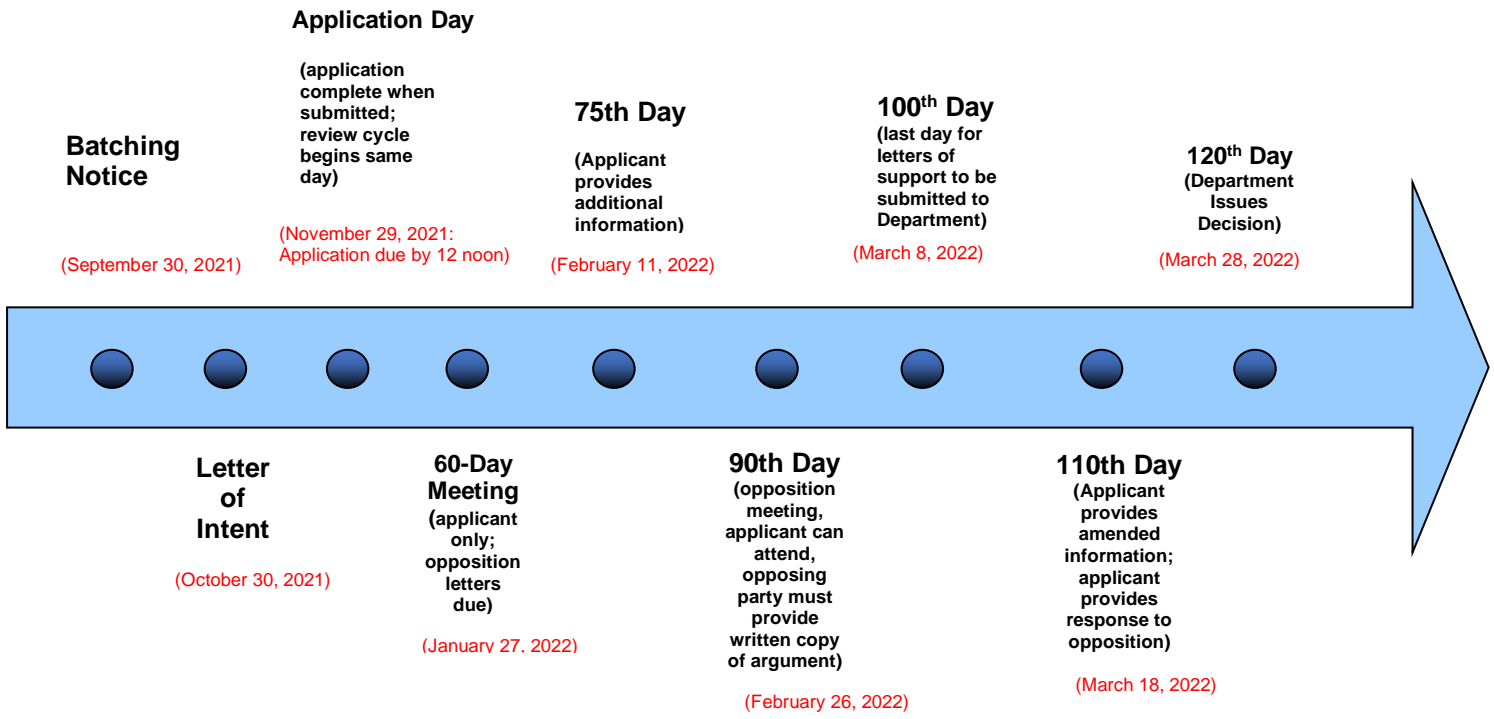 Batching
Notice
(September 30, 2021)
Letter
of
Intent
(October 30, 2021)
Application Day
(application
complete when
submitted;
review cycle
begins same
day)
(November 29, 2021:
Application due by 12 noon)
60-Day
Meeting
(applicant
only;
opposition
letters
due)
(January 27, 2022)
75th Day
(Applicant
provides
additional
information)
(February 11, 2022)
90th Day
(opposition
meeting,
applicant can
attend,
opposing
party must
provide
written copy
of argument)
(February 26, 2022)
100th Day
(last day for
letters of
support to be
submitted to
Department)
(March 8, 2022)
110th Day
(Applicant
provides
amended
information;
applicant
provides
response to
opposition)
(March 18, 2022)
120th Day
(Department
Issues
Decision)
(March 28, 2022)